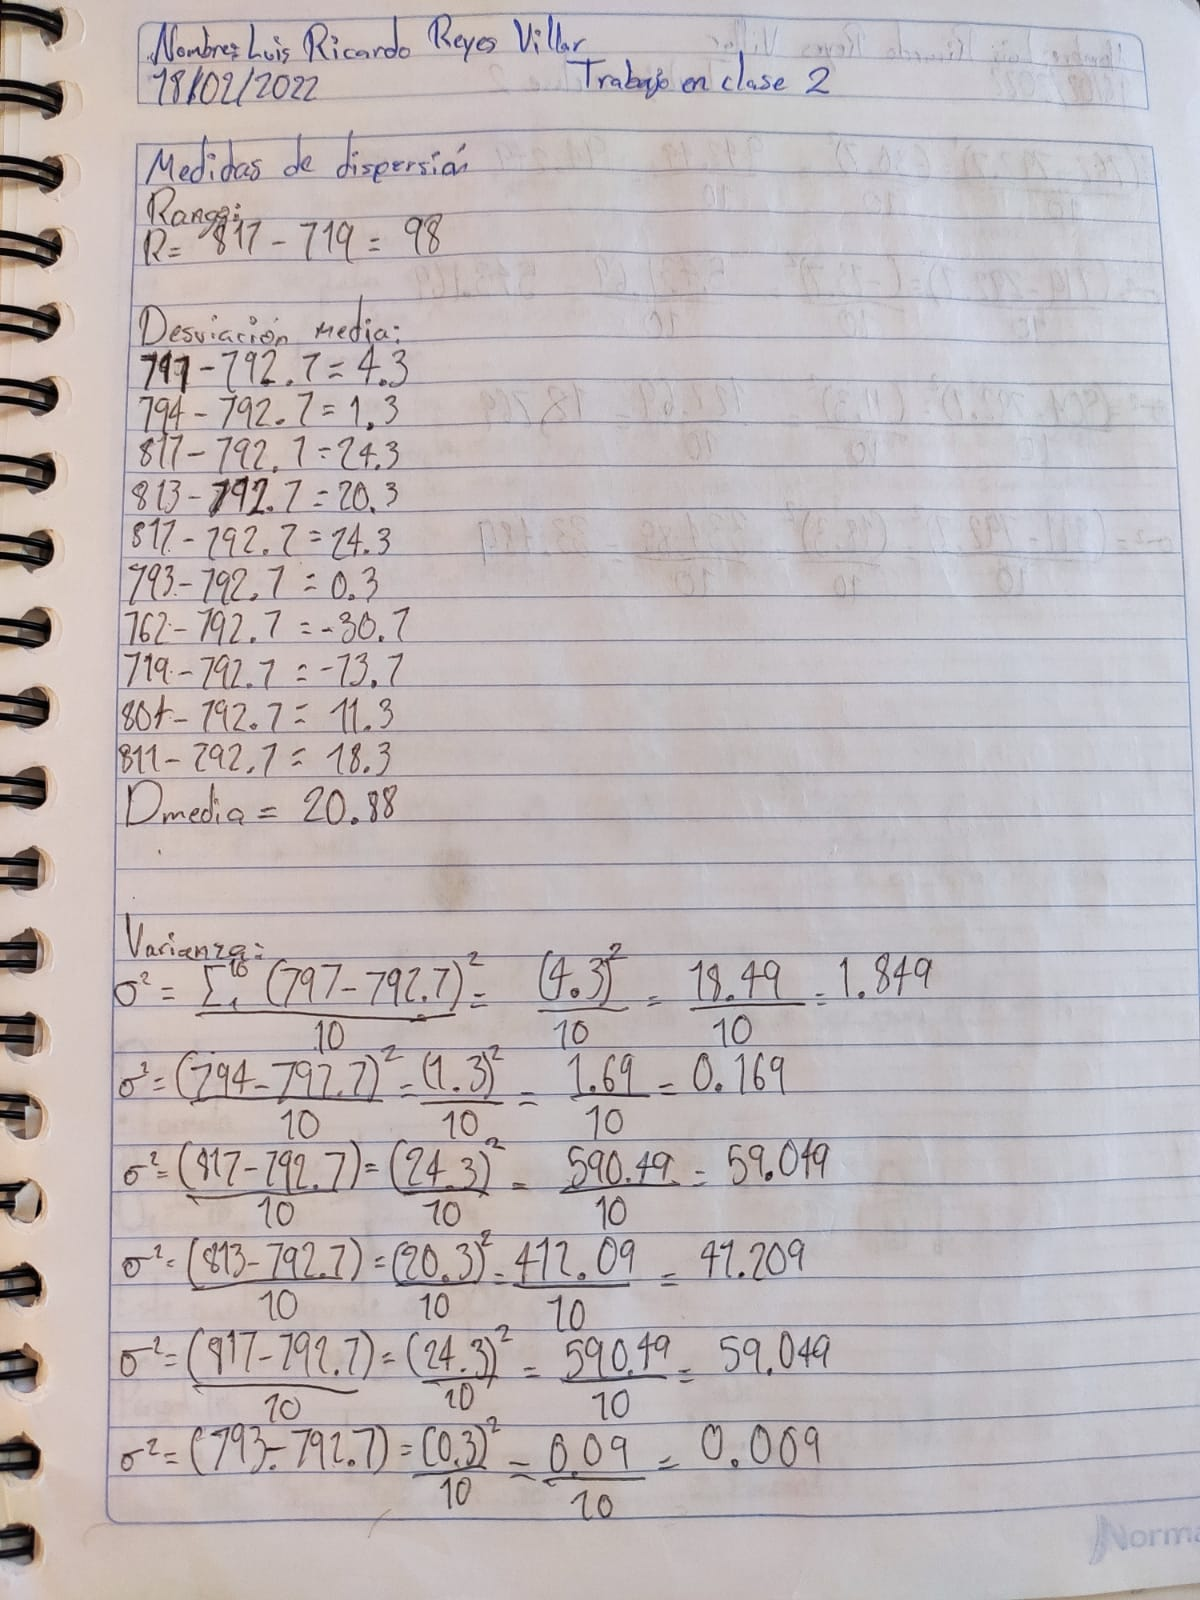 Nombre: Luis Ricardo Reyes Villar
18/02/2022 Trabajo en clase 2
Medidas de dispersión
Rango:
R= 817 - 719 = 98
Desviación Media:
797 - 792.7 = 4.3
794 - 792.7 = 1.3
817 - 792.7 = 24.3
813 - 792.7 = 20.3
817 - 792.7 = 24.3
793 - 792.7 = 0.3
762 - 792.7 = -30.7
719 - 792.7 = -73.7
804 - 792.7 = 11.3
811 - 792.7 = 18.3
Dmedia = 20.88
Varianza:
σ² = Σ₁¹⁰ (797-792.7)² = (4.3)² = 18.49 = 1.849
10 10 10
σ² = (794-792.7)² = (1.3)² = 1.69 = 0.169
10 10 10
σ² = (817-792.7) = (24.3)² = 590.49 = 59.049
10 10 10
σ² = (813-792.7) = (20.3)² = 412.09 = 41.209
10 10 10
σ² = (817-792.7) = (24.3)² = 590.49 = 59.049
10 10 10
σ² = (793-792.7) = (0.3)² = 0.09 = 0.009
10 10
Norma